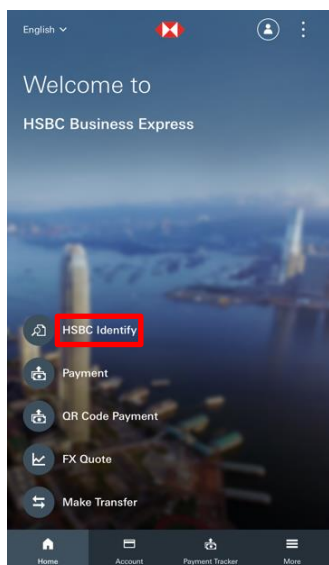 English
Welcome to
HSBC Business Express
HSBC Identify
Payment
QR Code Payment
FX Quote
Make Transfer
Home
Account
Payment Tracker
More